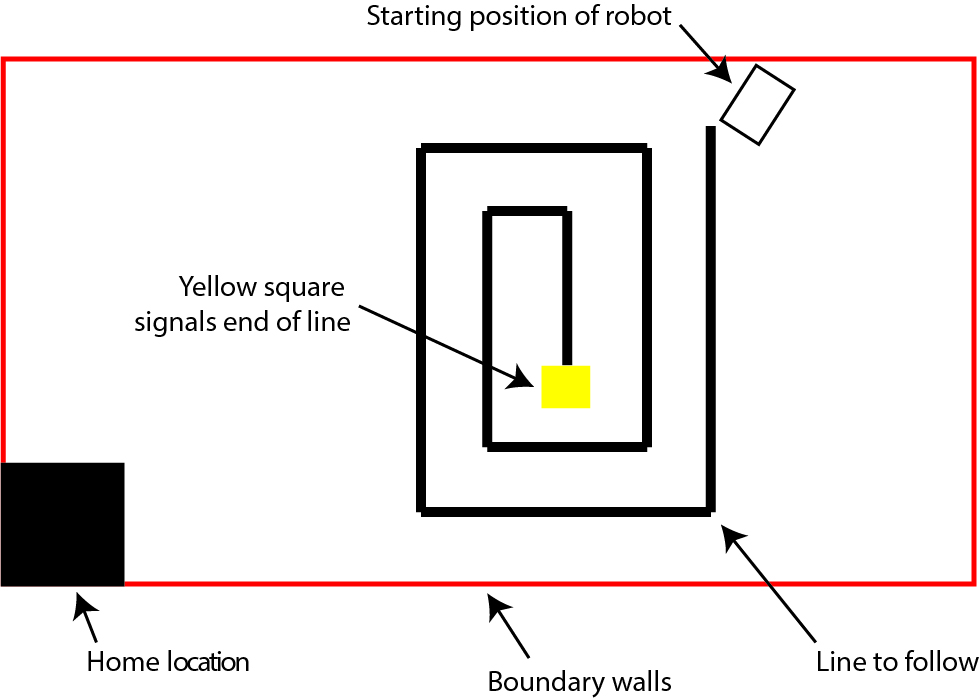 Starting position of robot
Yellow square
signals end of line
Home location
Boundary walls
Line to follow